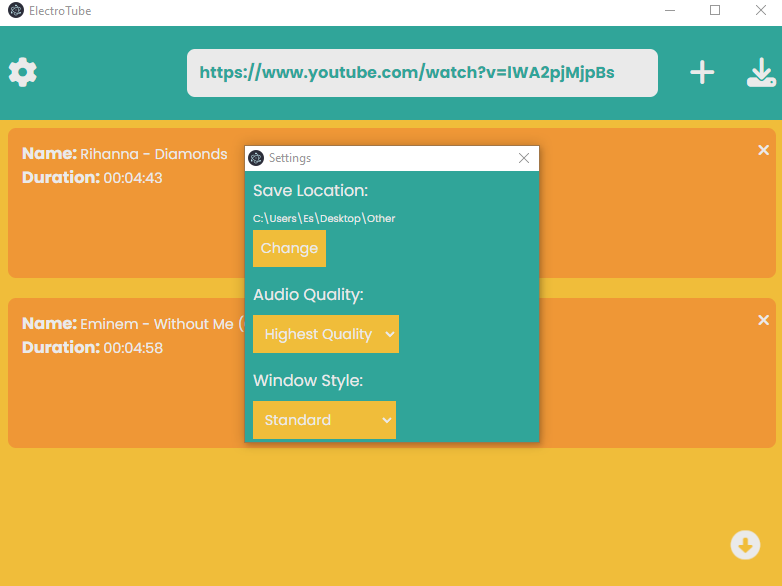 ElectroTube
https://www.youtube.com/watch?v=lWA2pjMjpBs
Name: Rihanna - Diamonds
Duration: 00:04:43
Name: Eminem - Without Me (
Duration: 00:04:58
Settings
Save Location:
C:\Users\Es\Desktop\Other
Change
Audio Quality:
Highest Quality
Window Style:
Standard